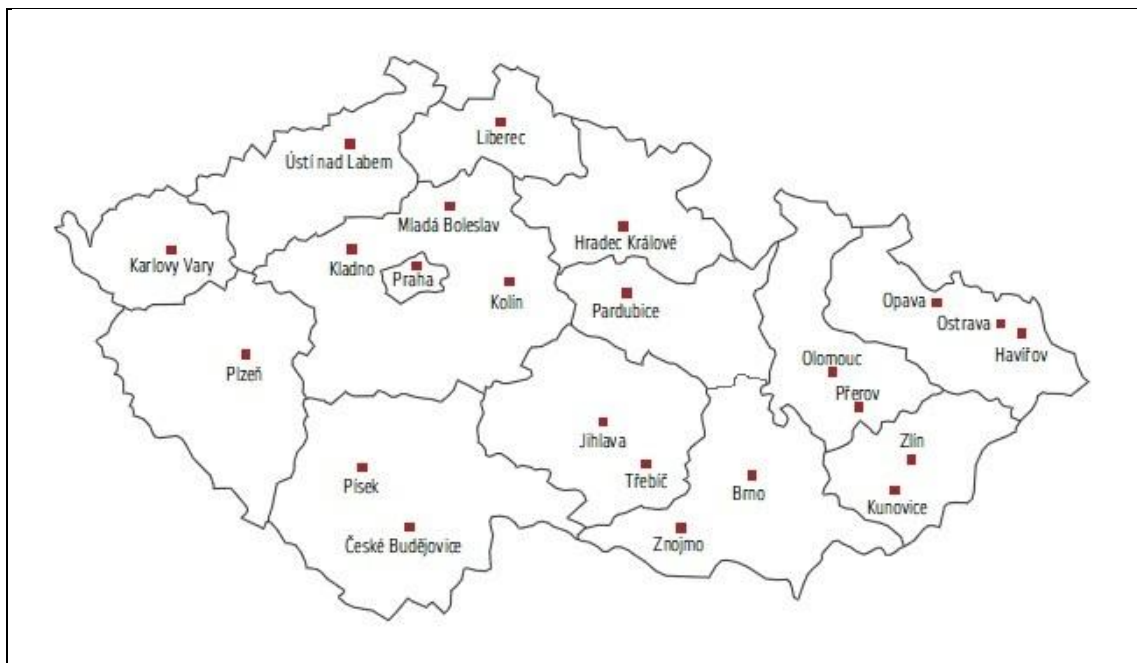 Liberec
Ústí nad Labem
Mladá Boleslav
Hradec Králové
Karlovy Vary
Kladno
Praha
Kolín
Pardubice
Opava
Ostrava
Havířov
Olomouc
Plzeň
Přerov
Jihlava
Zlín
Písek
Třebíč
Brno
Kunovice
České Budějovice
Znojmo